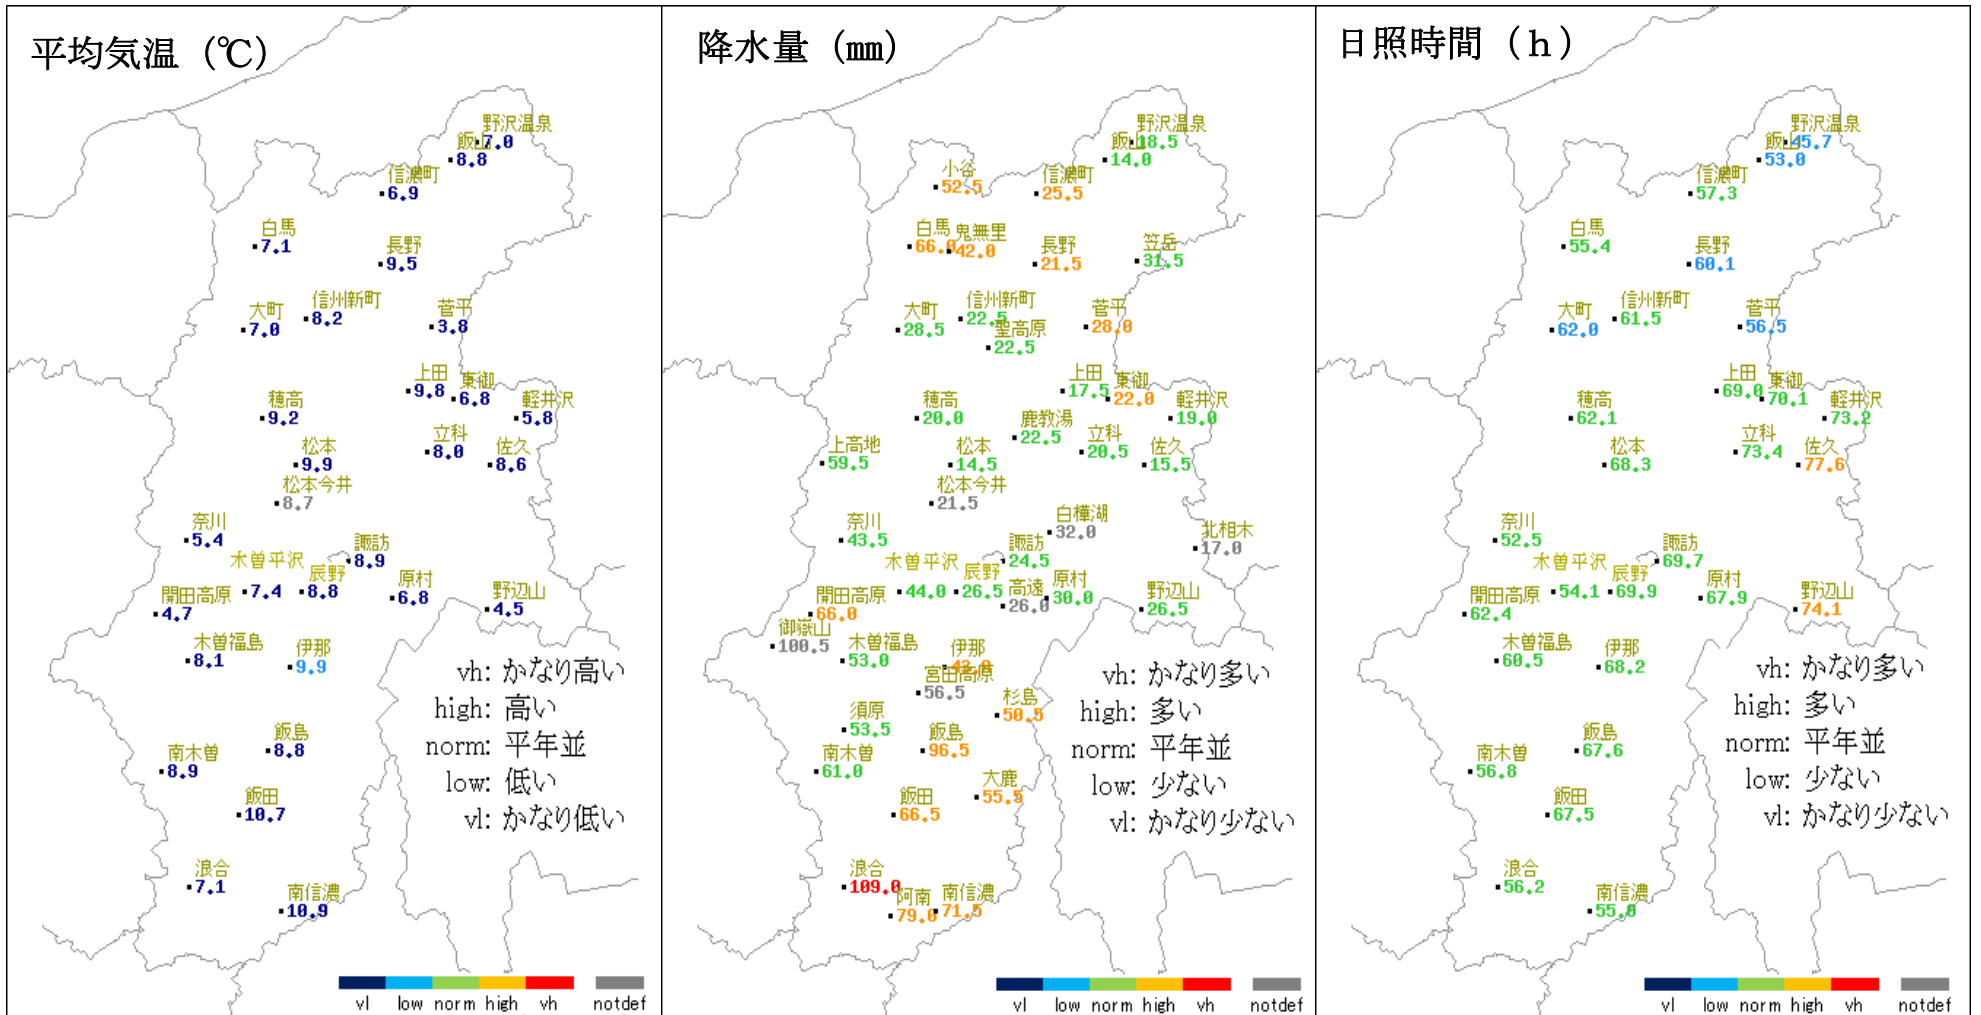 平均気温（℃）
野沢温泉
7.0
飯山
8.8
信濃町
6.9
白馬
7.1
長野
9.5
信州新町
8.2
大町
7.0
菅平
3.8
上田
9.8
東御
6.8
軽井沢
5.8
穂高
9.2
立科
8.0
松本
9.9
佐久
8.6
松本今井
8.7
奈川
5.4
諏訪
8.9
木曽平沢
7.4
辰野
8.8
原村
6.8
野辺山
4.5
開田高原
4.7
木曽福島
8.1
伊那
9.9
飯島
8.8
南木曽
8.9
飯田
10.7
浪合
7.1
南信濃
10.9
vh: かなり高い
high: 高い
norm: 平年並
low: 低い
vl: かなり低い
vl low norm high vh notdef
降水量（㎜）
野沢温泉
18.5
飯山
14.0
小谷
52.5
信濃町
25.5
白馬
66.0
鬼無里
42.0
長野
21.5
笠岳
31.5
信州新町
22.5
大町
28.5
菅平
28.0
聖高原
22.5
上田
17.5
東御
22.0
軽井沢
19.0
穂高
20.0
鹿教湯
22.5
立科
20.5
上高地
59.5
松本
14.5
佐久
15.5
松本今井
21.5
白樺湖
32.0
奈川
43.5
北相木
17.0
諏訪
24.5
木曽平沢
44.0
辰野
26.5
高遠
26.0
原村
30.0
野辺山
26.5
開田高原
66.0
御嶽山
100.5
木曽福島
53.0
伊那
宮田高原
56.5
杉島
50.5
須原
53.5
飯島
96.5
南木曽
61.0
大鹿
55.5
飯田
66.5
浪合
109.0
阿南
79.0
南信濃
71.5
vh: かなり多い
high: 多い
norm: 平年並
low: 少ない
vl: かなり少ない
vl low norm high vh notdef
日照時間（ｈ）
野沢温泉
45.7
飯山
53.0
信濃町
57.3
白馬
55.4
長野
60.1
信州新町
61.5
大町
62.0
菅平
56.5
上田
69.0
東御
70.1
軽井沢
73.2
穂高
62.1
立科
73.4
松本
68.3
佐久
77.6
奈川
52.5
諏訪
69.7
木曽平沢
54.1
辰野
69.9
原村
67.9
野辺山
74.1
開田高原
62.4
木曽福島
60.5
伊那
68.2
飯島
67.6
南木曽
56.8
飯田
67.5
浪合
56.2
南信濃
55.0
vh: かなり多い
high: 多い
norm: 平年並
low: 少ない
vl: かなり少ない
vl low norm high vh notdef